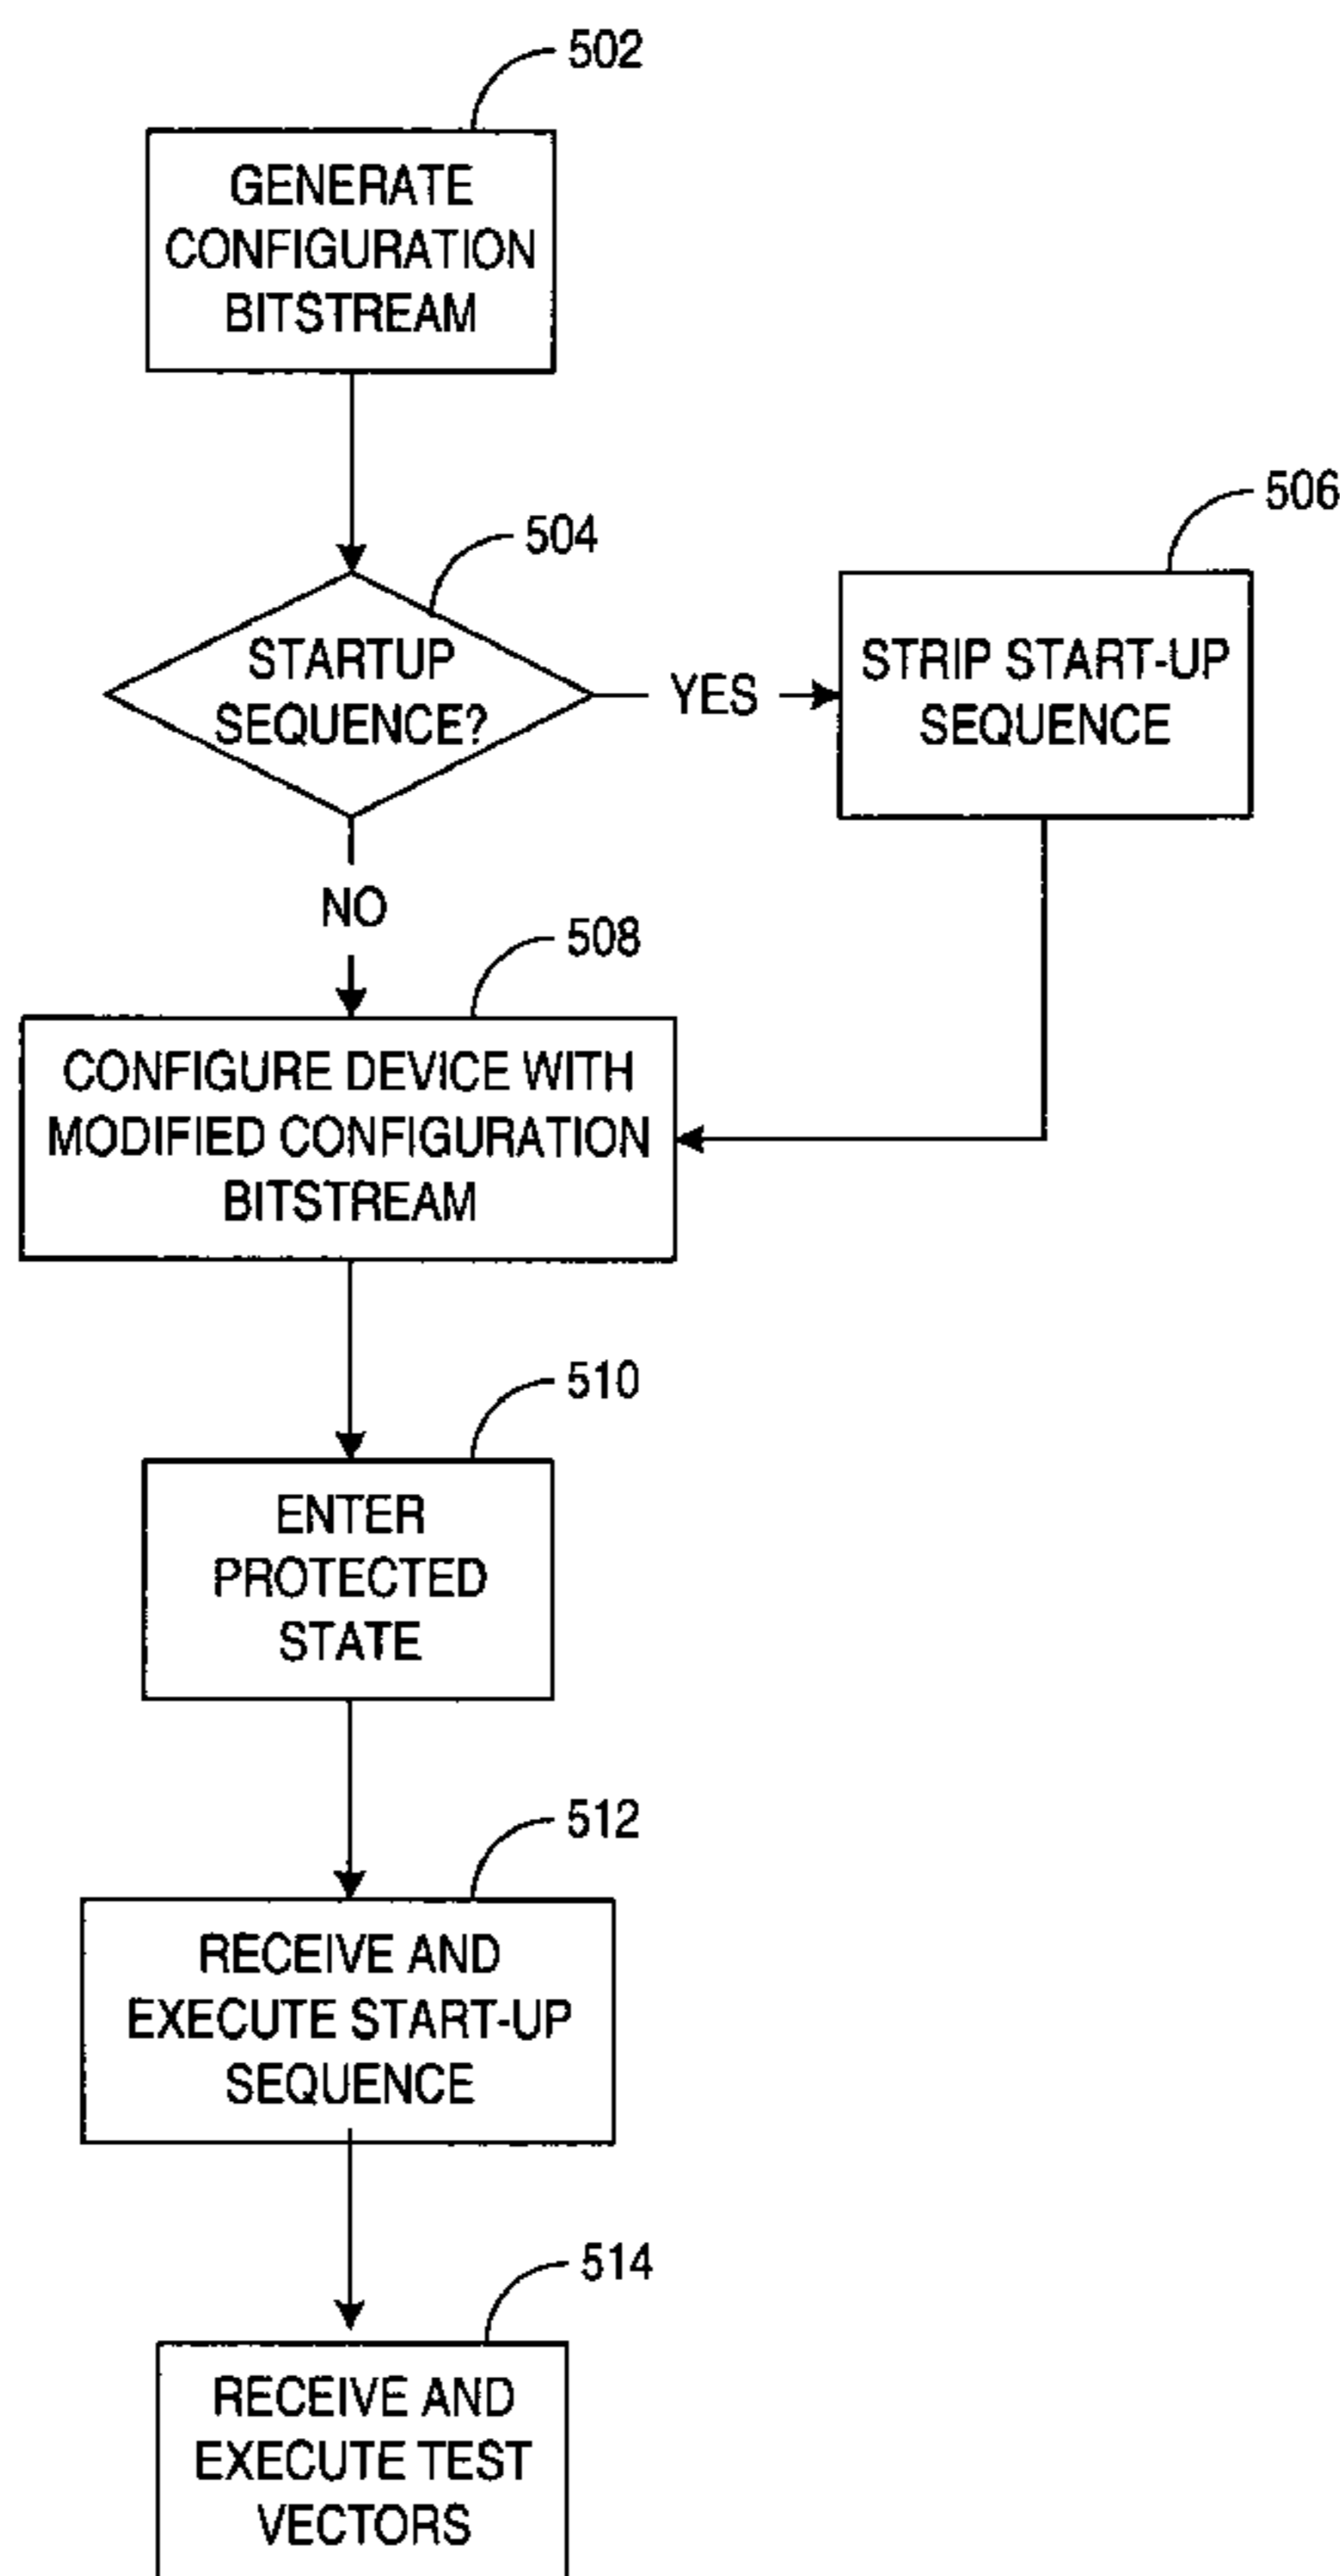 502
GENERATE
CONFIGURATION
BITSTREAM
504
STARTUP
SEQUENCE?
YES
506
STRIP START-UP
SEQUENCE
NO
508
CONFIGURE DEVICE WITH
MODIFIED CONFIGURATION
BITSTREAM
510
ENTER
PROTECTED
STATE
512
RECEIVE AND
EXECUTE START-UP
SEQUENCE
514
RECEIVE AND
EXECUTE TEST
VECTORS